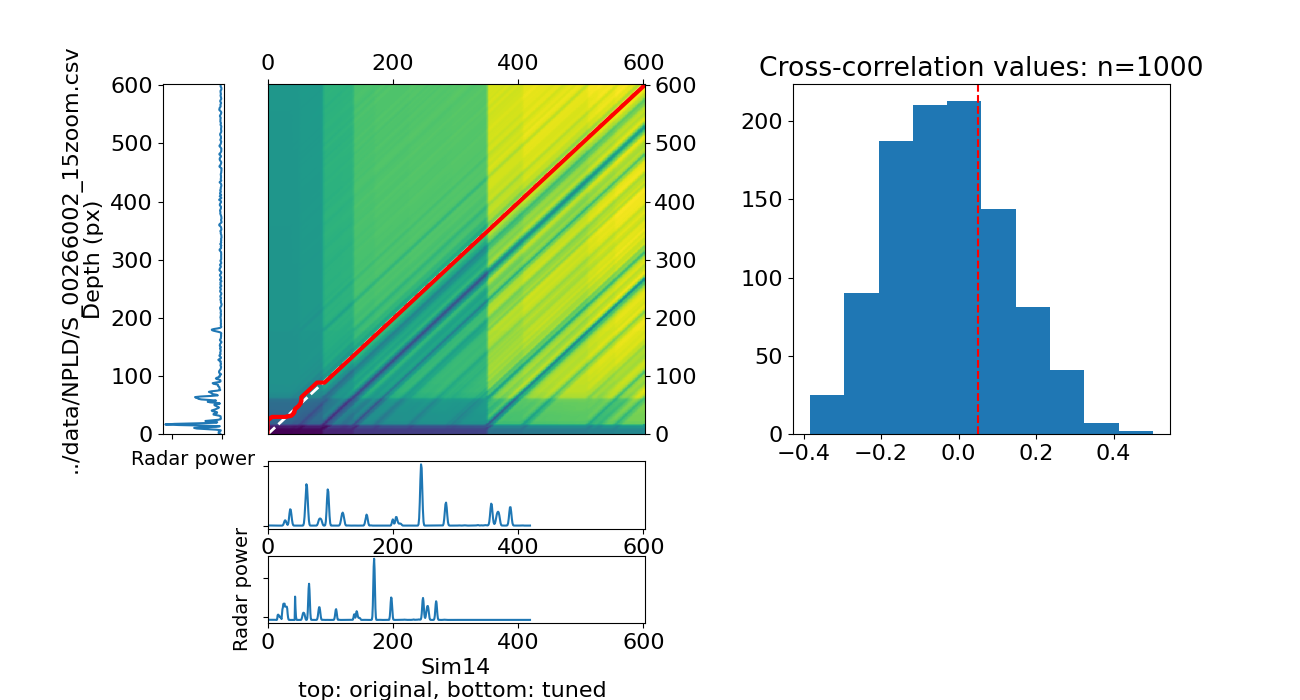 Cross-correlation values: n=1000
0 200 400 600
../data/NPLD/S_00266002_15zoom.csv
Depth (px)
600
500
400
300
200
100
0
Radar power
600
500
400
300
200
100
0
200
150
100
50
0
−0.4 −0.2 0.0 0.2 0.4
0 200 400 600
Radar power
0 200 400 600
Sim14
top: original, bottom: tuned